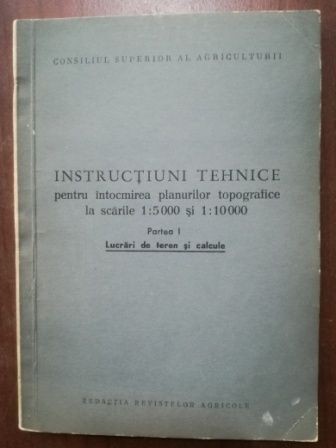 CONSILIUL SUPERIOR AL AGRICULTURII
INSTRUCȚIUNI TEHNICE
pentru întocmirea planurilor topografice
la scările 1:5000 și 1:10000
Partea I
Lucrări de teren și calcule
REDACȚIA REVISTELOR AGRICOLE